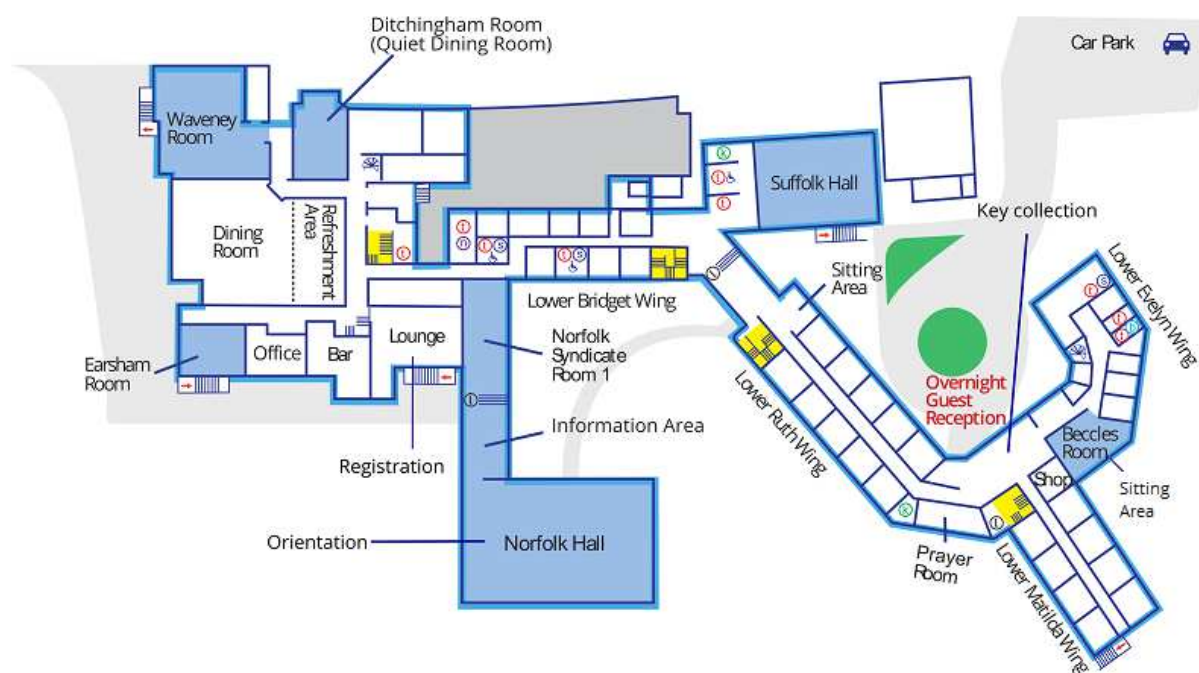 Ditchingham Room
(Quiet Dining Room)
Car Park
Waveney
Room
Suffolk Hall
Key collection
Dining
Room
Refreshment
Area
Sitting
Area
Lower Evelyn Wing
Lower Bridget Wing
Earsham
Room
Office
Bar
Lounge
Norfolk
Syndicate
Room 1
Overnight
Guest
Reception
Lower Ruth Wing
Information Area
Beccles
Room
Registration
Shop
Sitting
Area
Orientation
Norfolk Hall
Prayer
Room
Lower Matilda Wing
k
t
t
t
n
t
s
t
s
t
t
s
t
t
k